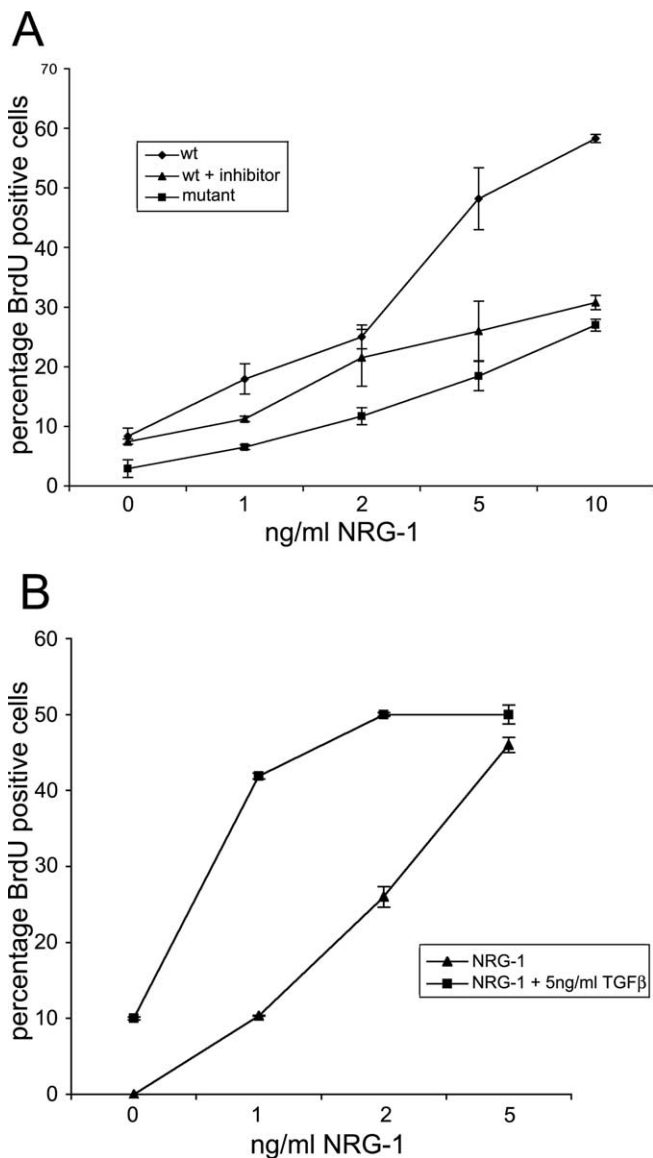 A
percentage BrdU positive cells
70
60
50
40
30
20
10
0
wt
wt + inhibitor
mutant
0 1 2 5 10
ng/ml NRG-1
B
percentage BrdU positive cells
60
50
40
30
20
10
0
NRG-1
NRG-1 + 5ng/ml TGFβ
0 1 2 5
ng/ml NRG-1